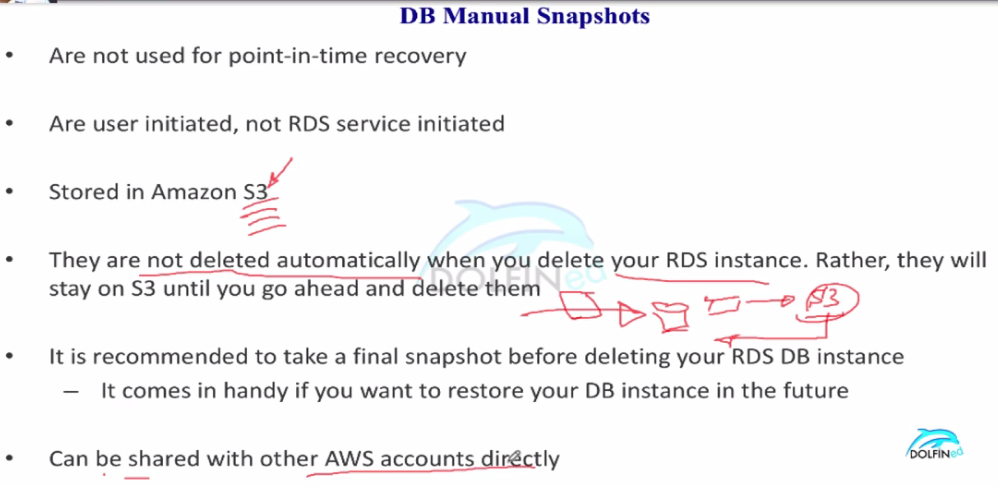 DB Manual Snapshots
• Are not used for point-in-time recovery
• Are user initiated, not RDS service initiated
• Stored in Amazon S3
• They are not deleted automatically when you delete your RDS instance. Rather, they will
stay on S3 until you go ahead and delete them
S3
• It is recommended to take a final snapshot before deleting your RDS DB instance
– It comes in handy if you want to restore your DB instance in the future
• Can be shared with other AWS accounts directly
DOLFINed
DOLFINed